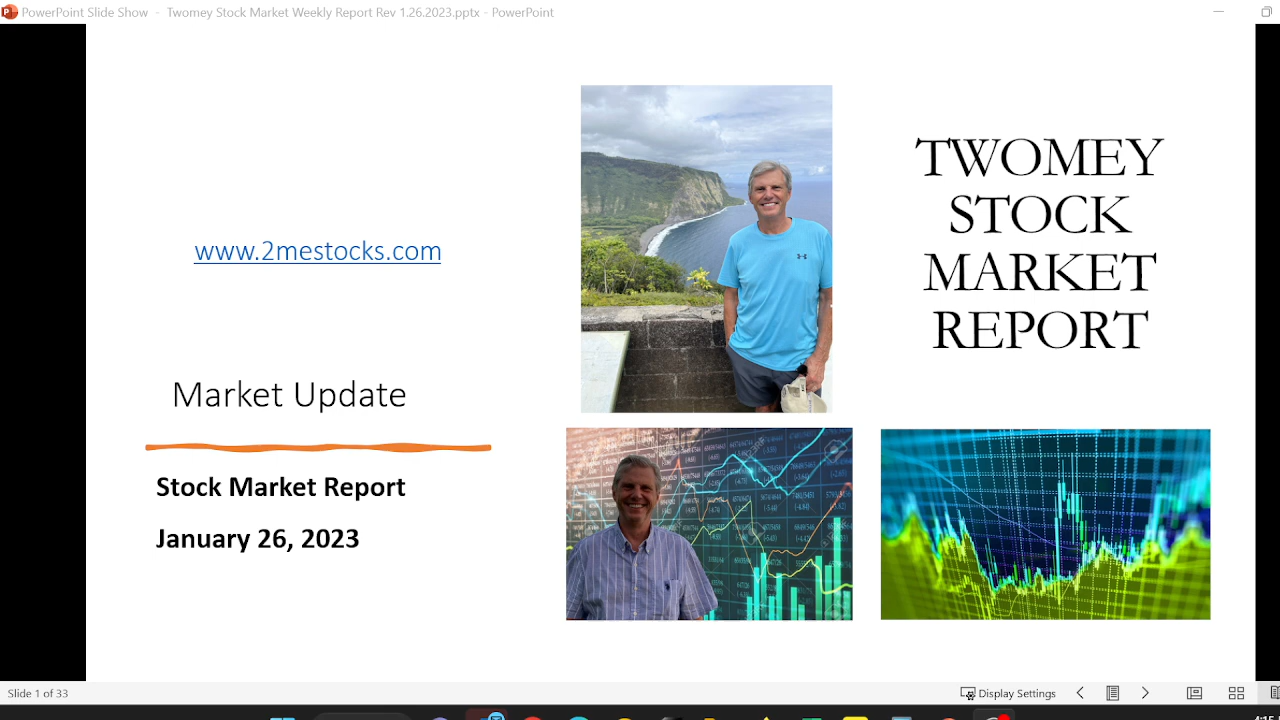 PowerPoint Slide Show - Twomey Stock Market Weekly Report Rev 1.26.2023.pptx - PowerPoint
www.2mestocks.com
Market Update
Stock Market Report
January 26, 2023
TWOMEY
STOCK
MARKET
REPORT
Slide 1 of 33
Display Settings